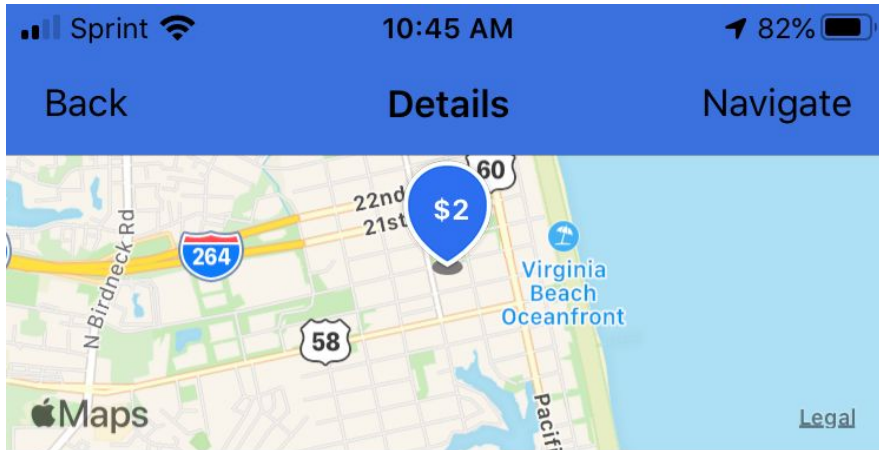 Sprint 10:45 AM 82%
Back Details Navigate
60
22nd
21st
$2
N Birdneck Rd
264
Virginia
Beach
Oceanfront
58
Maps
Pacifi
Legal